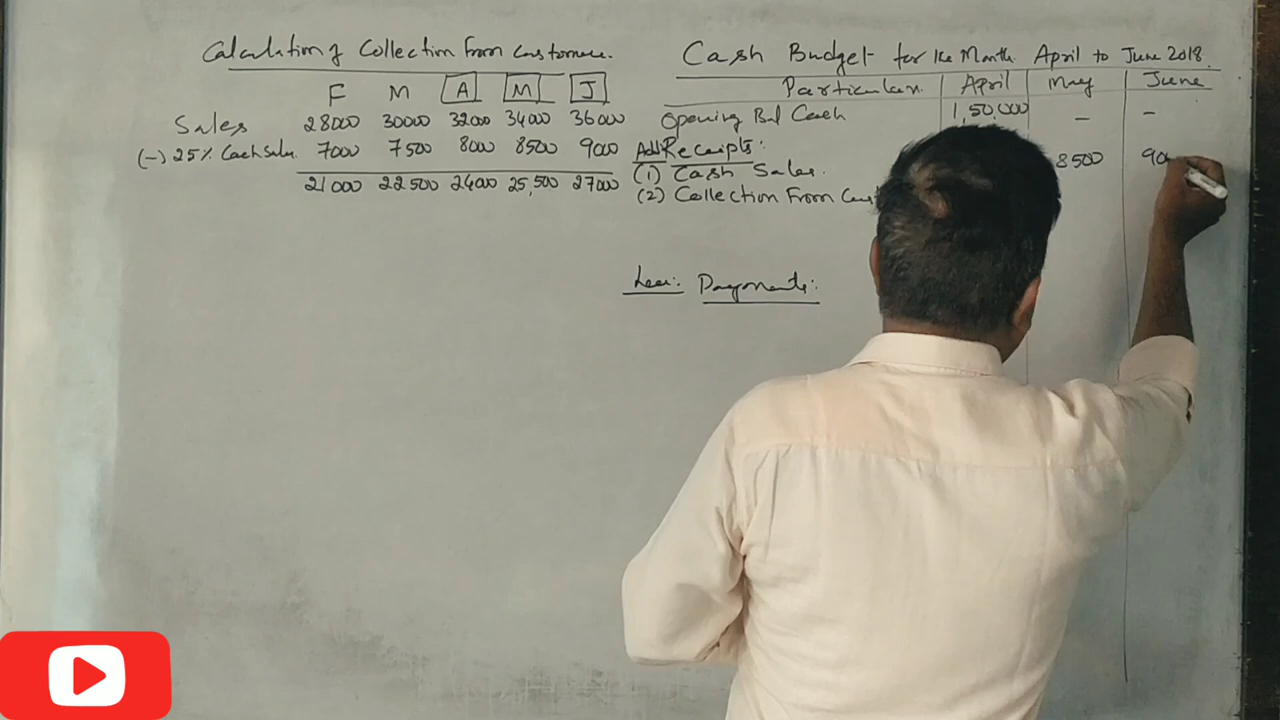 Calculation of Collection From Customers.
F M A M J
Sales 28000 30000 32000 34000 36000
(-) 25% Cash Sales. 7000 7500 8000 8500 9000
21000 22500 24000 25,500 27000
Cash Budget for the Month April to June 2018.
Particulars. April May June
Opening Bal Cash 1,50,000 - -
Add Receipts:
(1) Cash Sales. 8500 90
(2) Collection From Cus
Less: Payments: